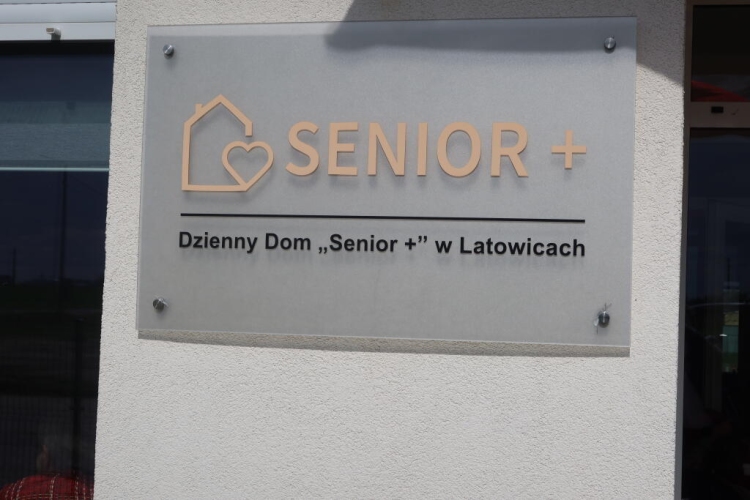 SENIOR +
Dzienny Dom „Senior +” w Latowicach